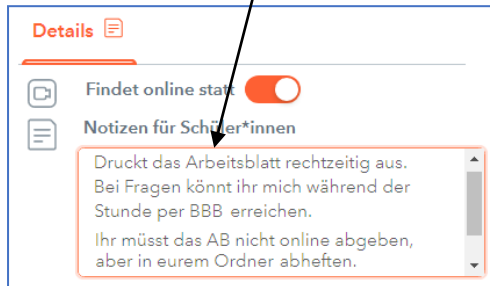 Details
Findet online statt
Notizen für Schüler*innen
Druckt das Arbeitsblatt rechtzeitig aus.
Bei Fragen könnt ihr mich während der
Stunde per BBB erreichen.
Ihr müsst das AB nicht online abgeben,
aber in eurem Ordner abheften.